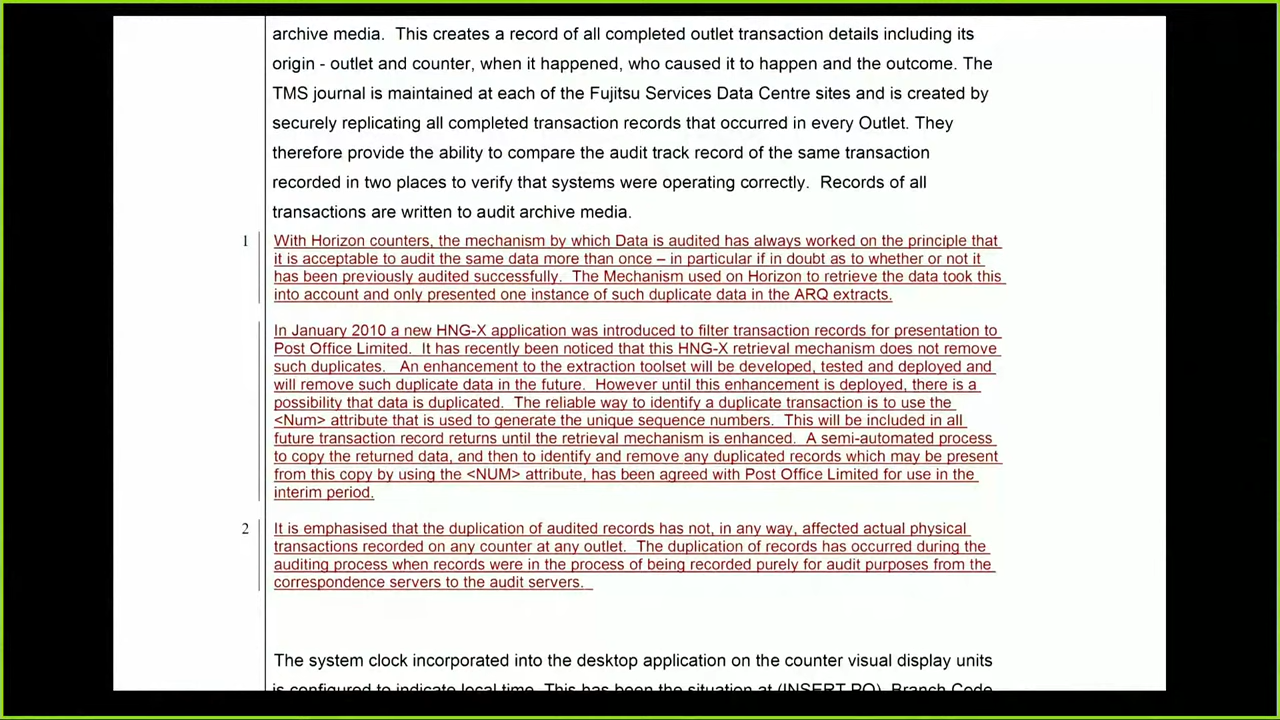 archive media.  This creates a record of all completed outlet transaction details including its
origin - outlet and counter, when it happened, who caused it to happen and the outcome. The
TMS journal is maintained at each of the Fujitsu Services Data Centre sites and is created by
securely replicating all completed transaction records that occurred in every Outlet. They
therefore provide the ability to compare the audit track record of the same transaction
recorded in two places to verify that systems were operating correctly.  Records of all
transactions are written to audit archive media.
1 With Horizon counters, the mechanism by which Data is audited has always worked on the principle that
it is acceptable to audit the same data more than once – in particular if in doubt as to whether or not it
has been previously audited successfully.  The Mechanism used on Horizon to retrieve the data took this
into account and only presented one instance of such duplicate data in the ARQ extracts.
In January 2010 a new HNG-X application was introduced to filter transaction records for presentation to
Post Office Limited.  It has recently been noticed that this HNG-X retrieval mechanism does not remove
such duplicates.   An enhancement to the extraction toolset will be developed, tested and deployed and
will remove such duplicate data in the future.  However until this enhancement is deployed, there is a
possibility that data is duplicated.  The reliable way to identify a duplicate transaction is to use the
<Num> attribute that is used to generate the unique sequence numbers.  This will be included in all
future transaction record returns until the retrieval mechanism is enhanced.  A semi-automated process
to copy the returned data, and then to identify and remove any duplicated records which may be present
from this copy by using the <NUM> attribute, has been agreed with Post Office Limited for use in the
interim period.
2 It is emphasised that the duplication of audited records has not, in any way, affected actual physical
transactions recorded on any counter at any outlet.  The duplication of records has occurred during the
auditing process when records were in the process of being recorded purely for audit purposes from the
correspondence servers to the audit servers.
The system clock incorporated into the desktop application on the counter visual display units
is configured to indicate local time. This has been the situation at (INSERT PO), Branch Code